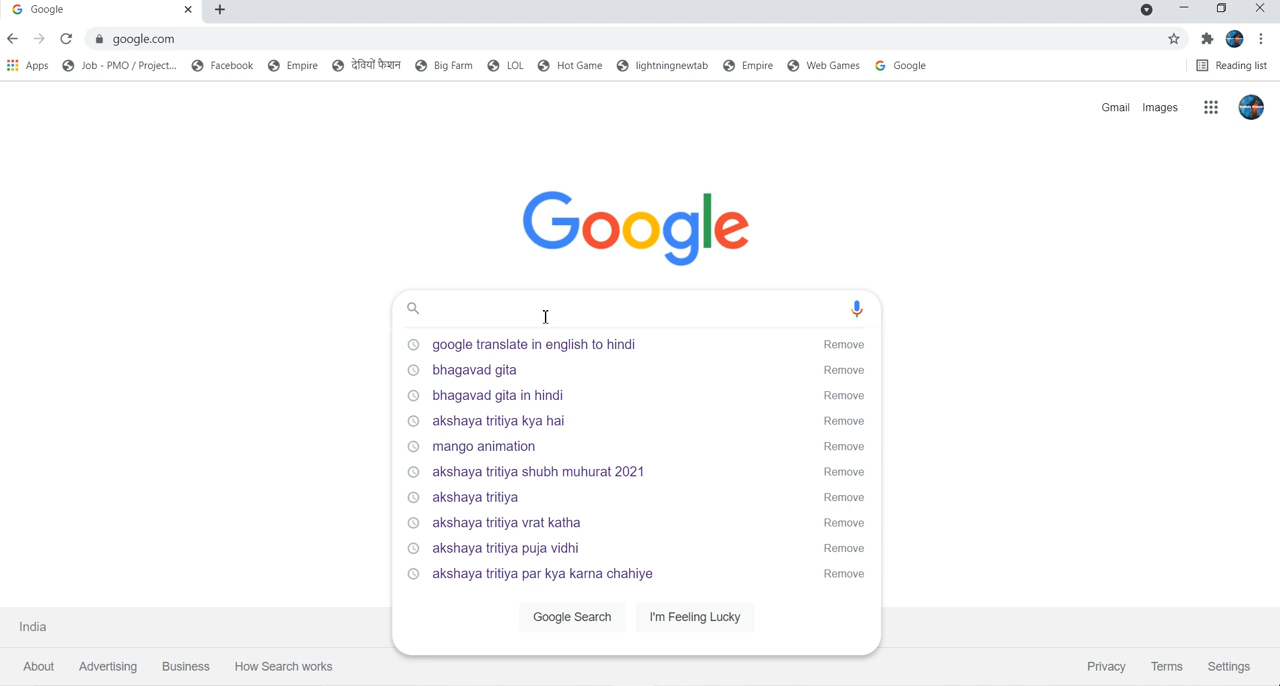 Google
google.com
Apps Job - PMO / Project... Facebook Empire देवियों फैशन Big Farm LOL Hot Game lightningnewtab Empire Web Games Google Reading list
Gmail Images
Google
google translate in english to hindi Remove
bhagavad gita Remove
bhagavad gita in hindi Remove
akshaya tritiya kya hai Remove
mango animation Remove
akshaya tritiya shubh muhurat 2021 Remove
akshaya tritiya Remove
akshaya tritiya vrat katha Remove
akshaya tritiya puja vidhi Remove
akshaya tritiya par kya karna chahiye Remove
Google Search I'm Feeling Lucky
India
About Advertising Business How Search works Privacy Terms Settings